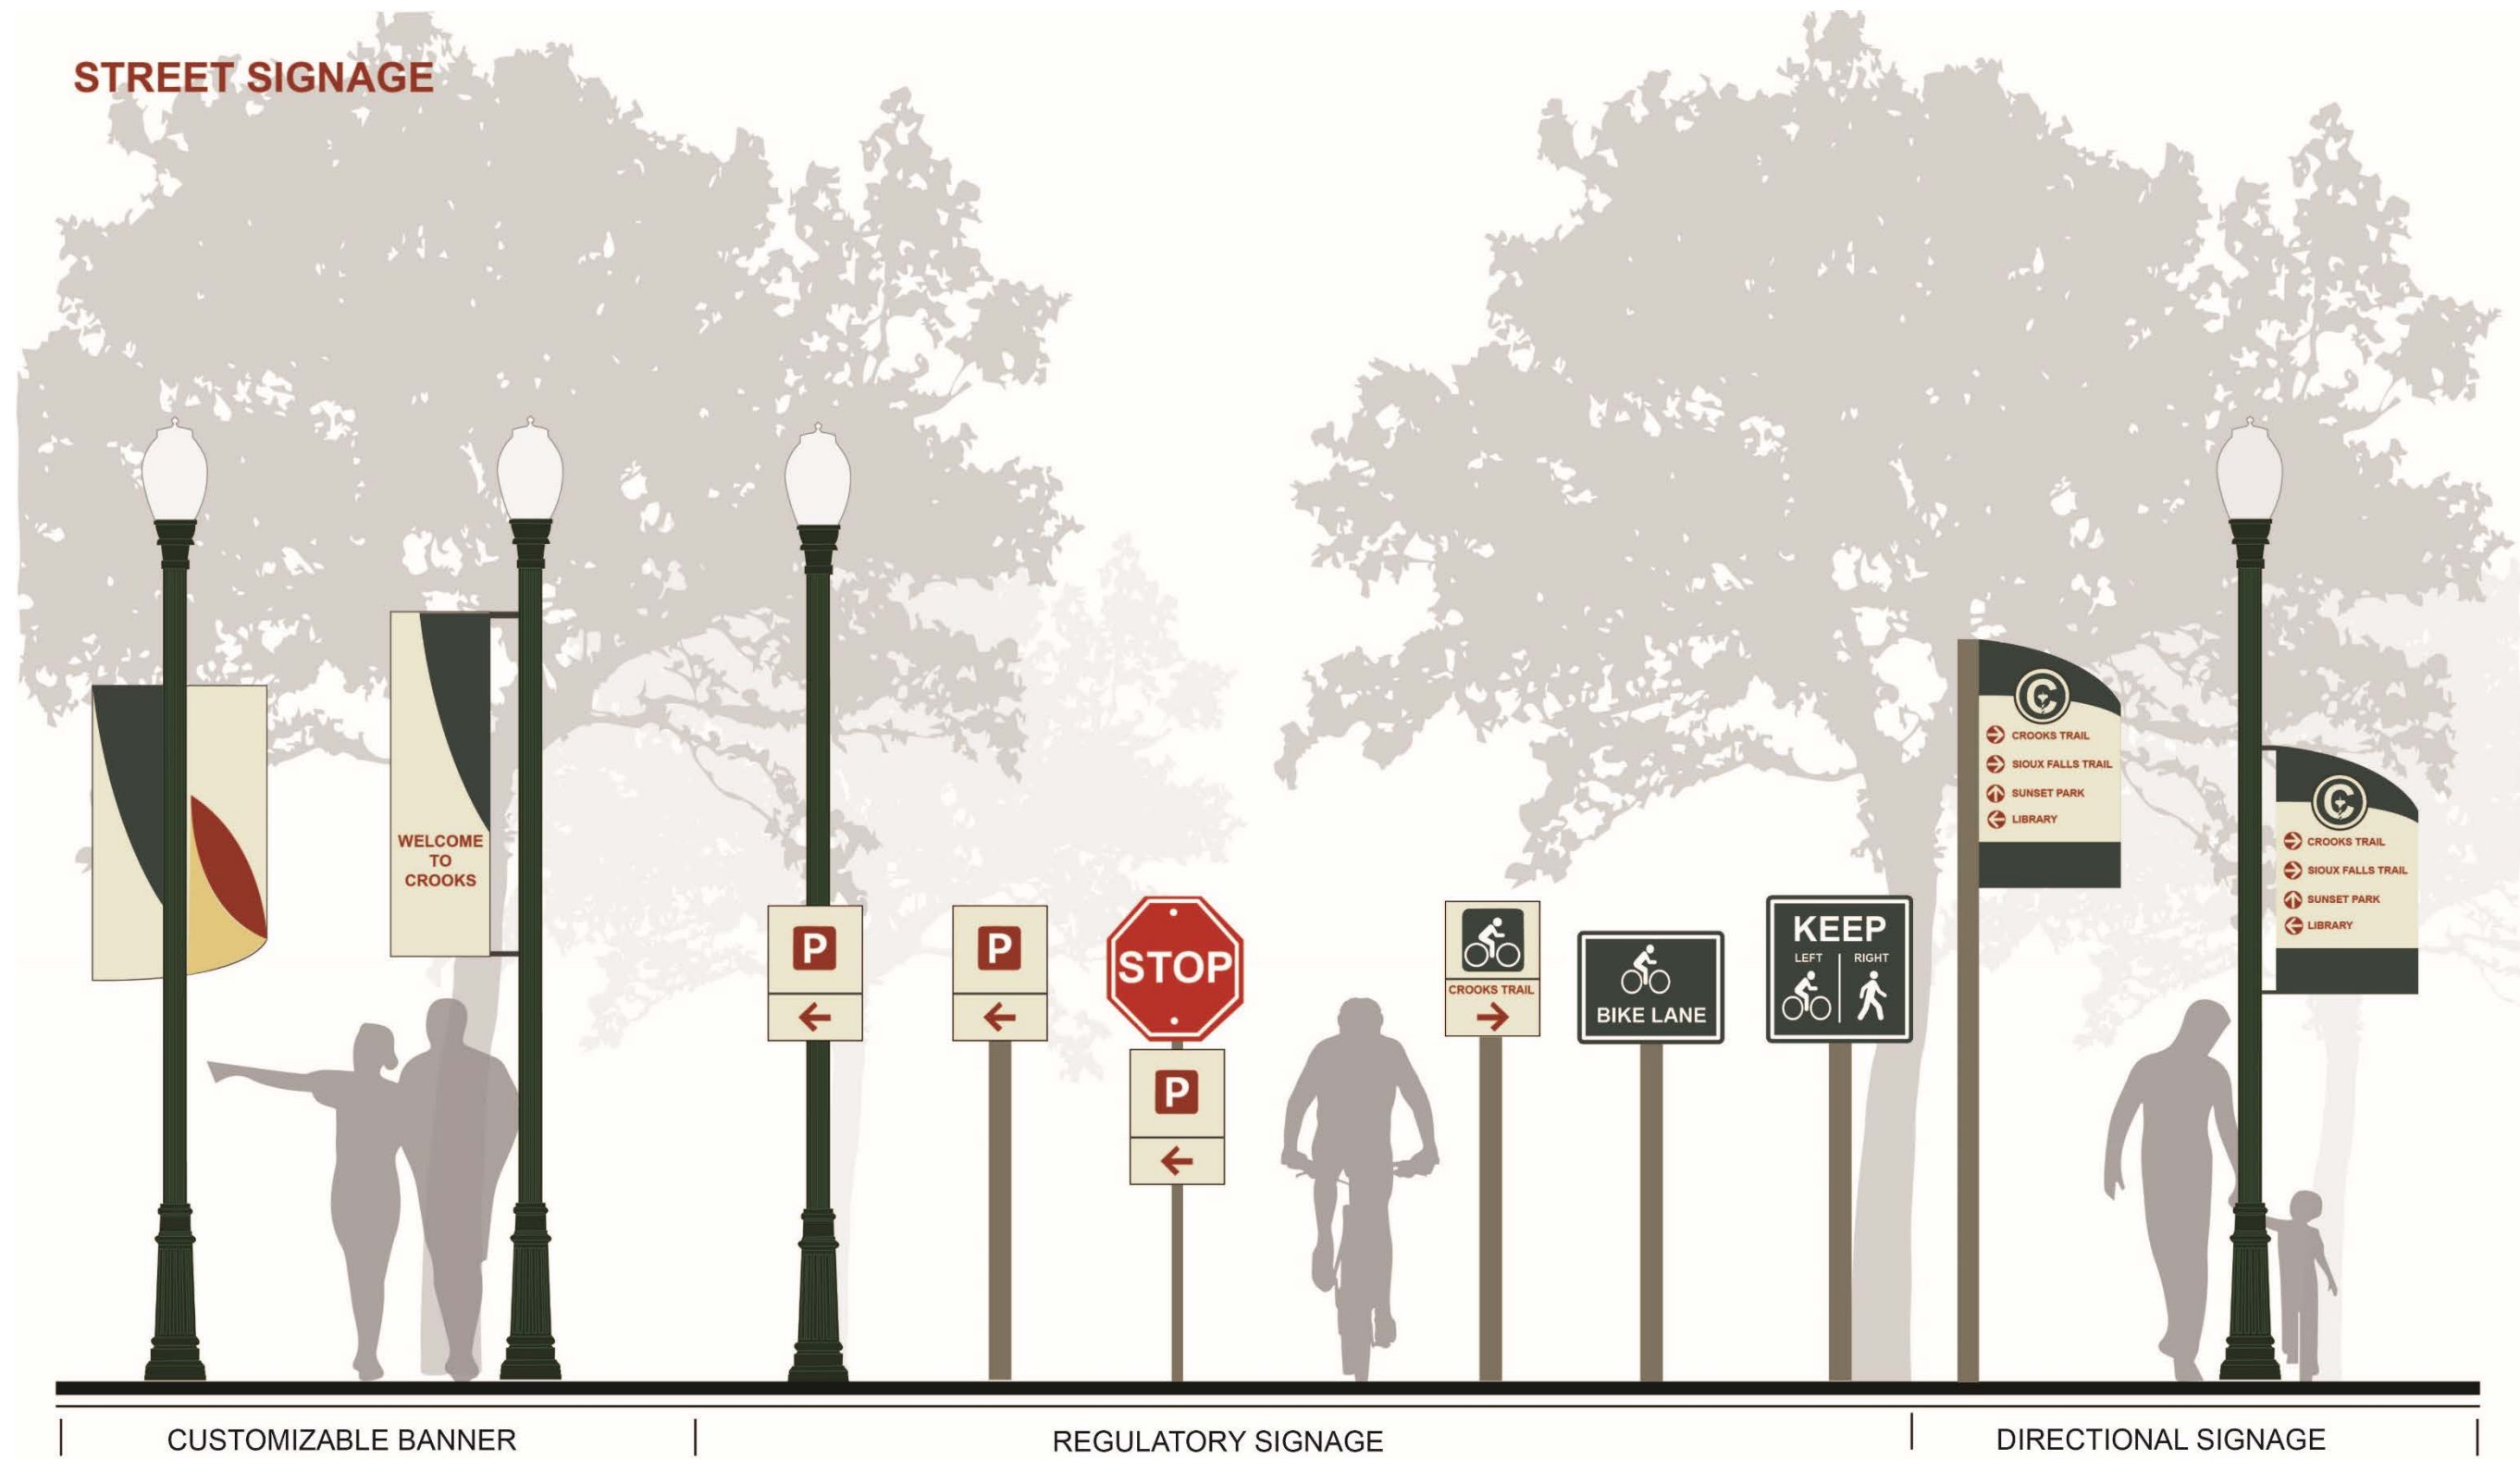 STREET SIGNAGE
WELCOME
TO
CROOKS
P
P
STOP
P
CROOKS TRAIL
BIKE LANE
KEEP
LEFT RIGHT
C
CROOKS TRAIL
SIOUX FALLS TRAIL
SUNSET PARK
LIBRARY
C
CROOKS TRAIL
SIOUX FALLS TRAIL
SUNSET PARK
LIBRARY
CUSTOMIZABLE BANNER
REGULATORY SIGNAGE
DIRECTIONAL SIGNAGE